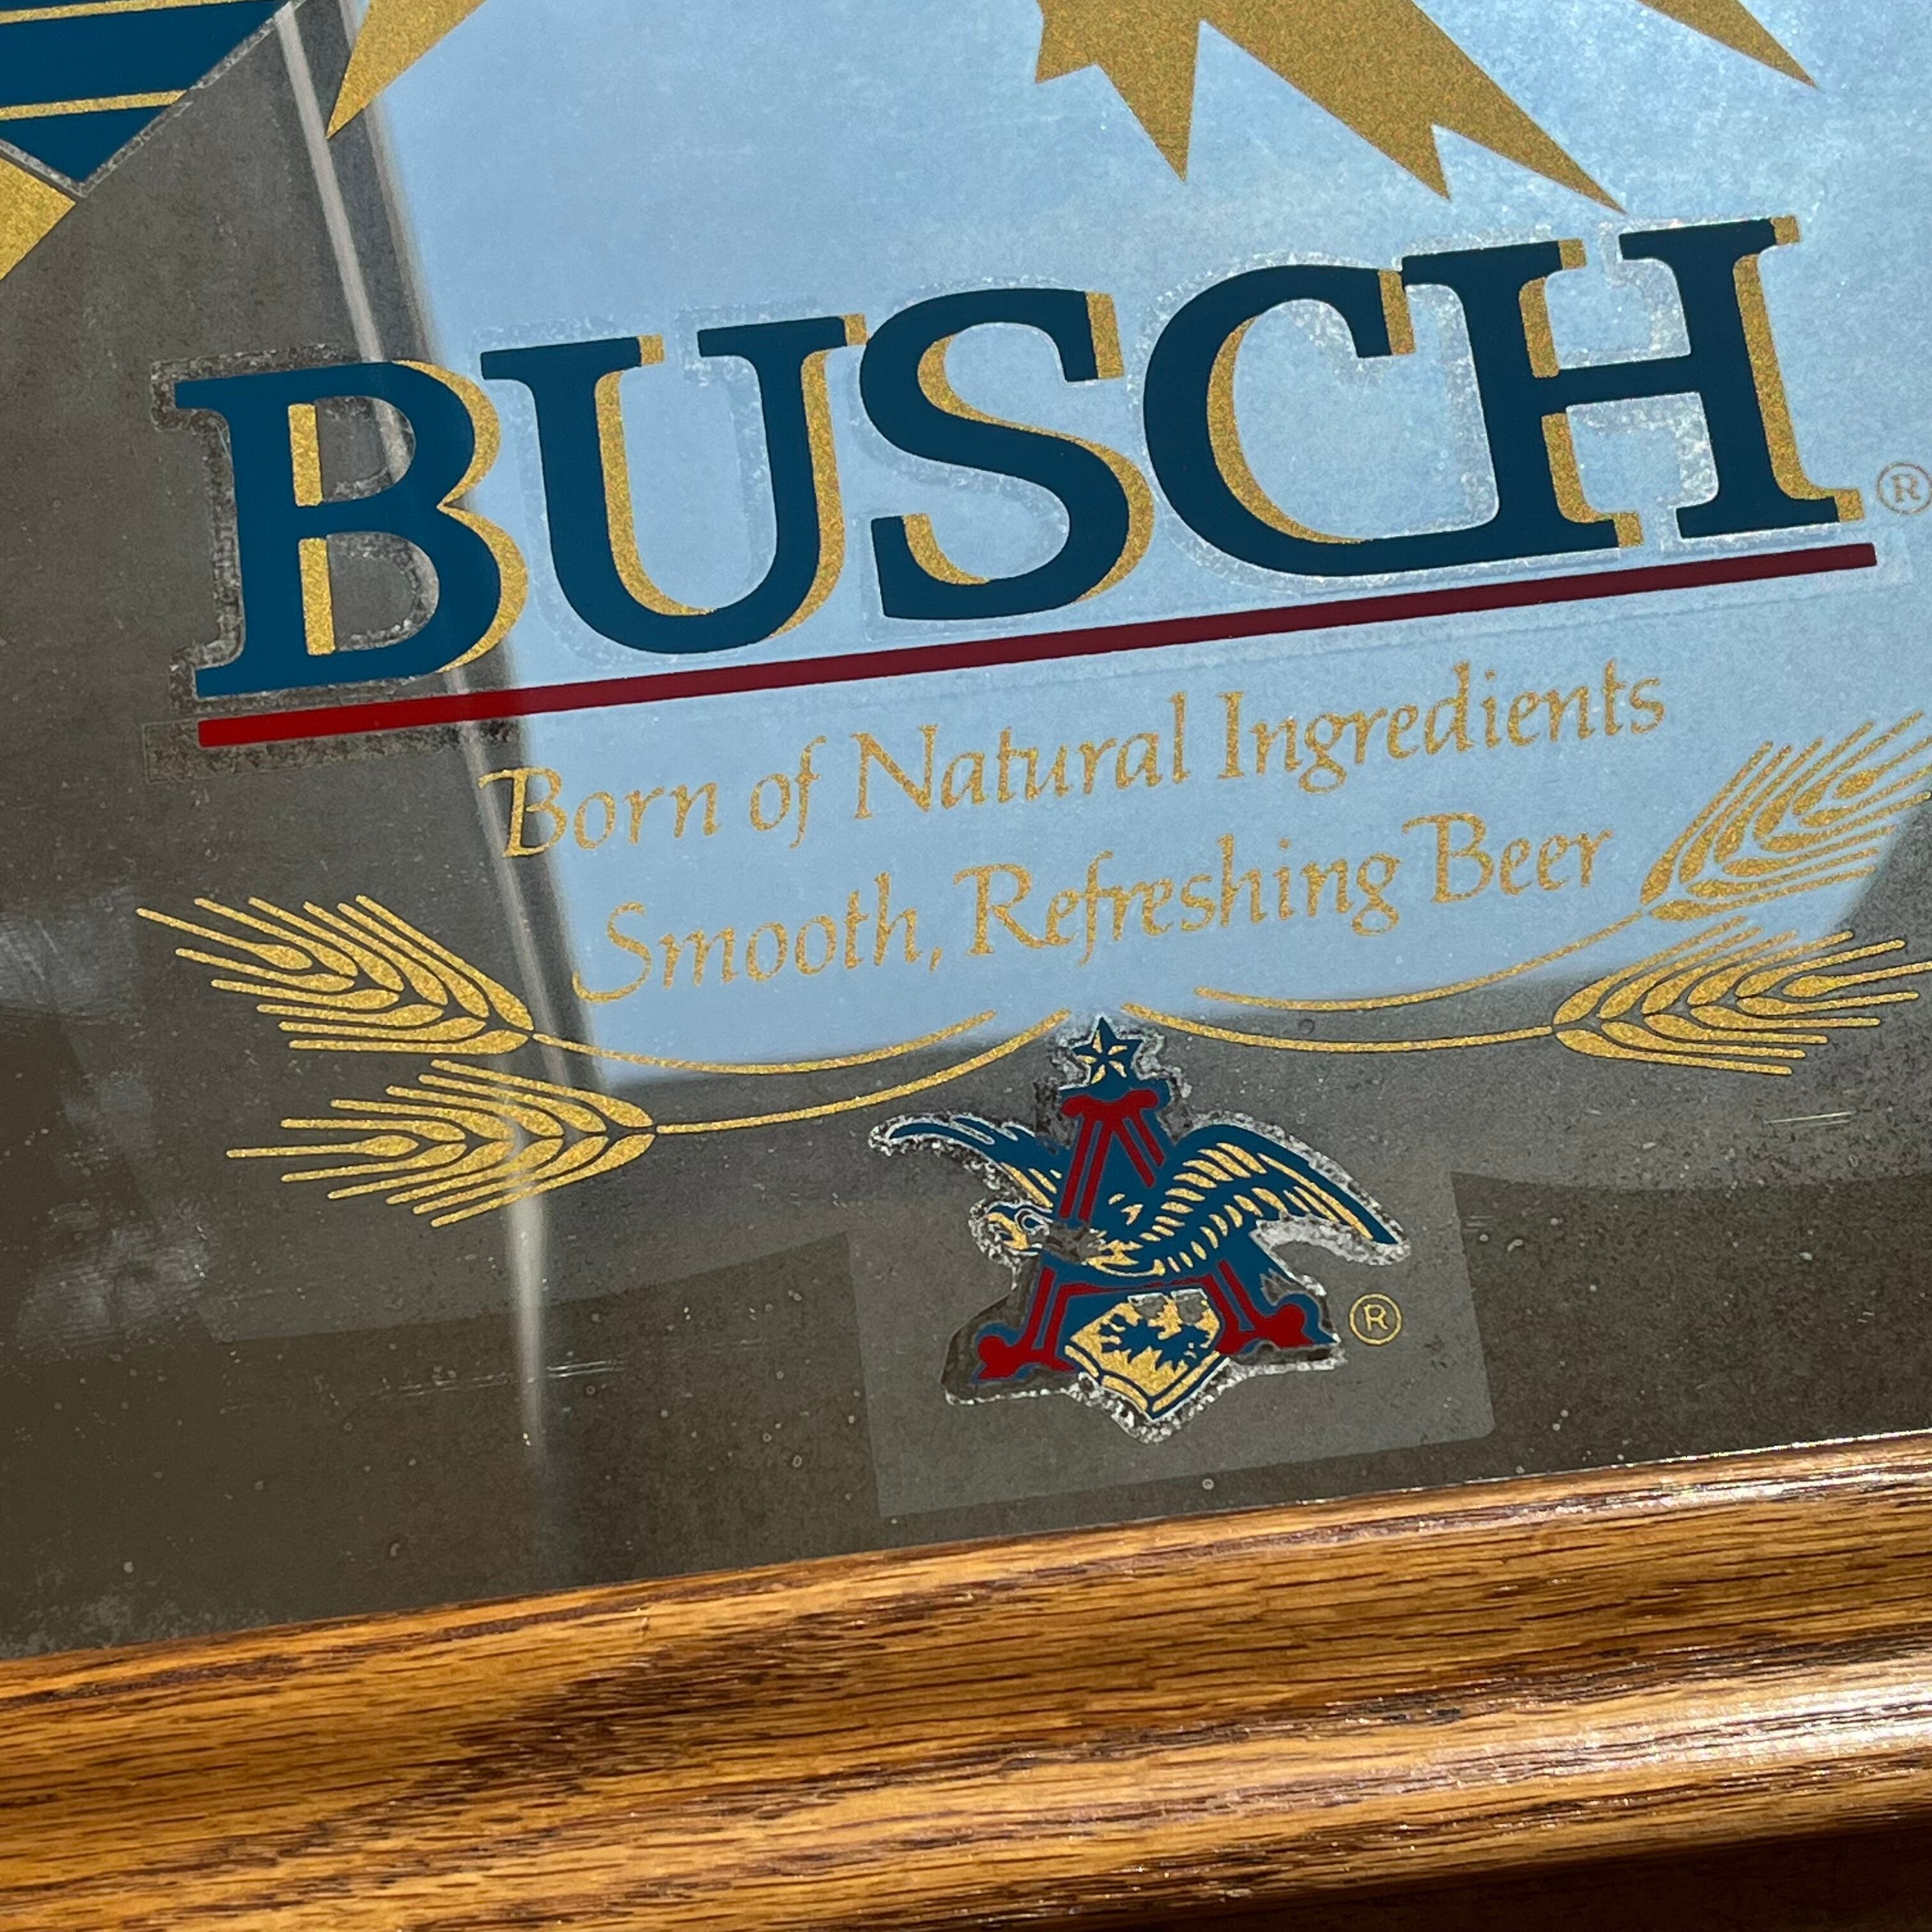 BUSCH®
Born of Natural Ingredients
Smooth, Refreshing Beer
A ®